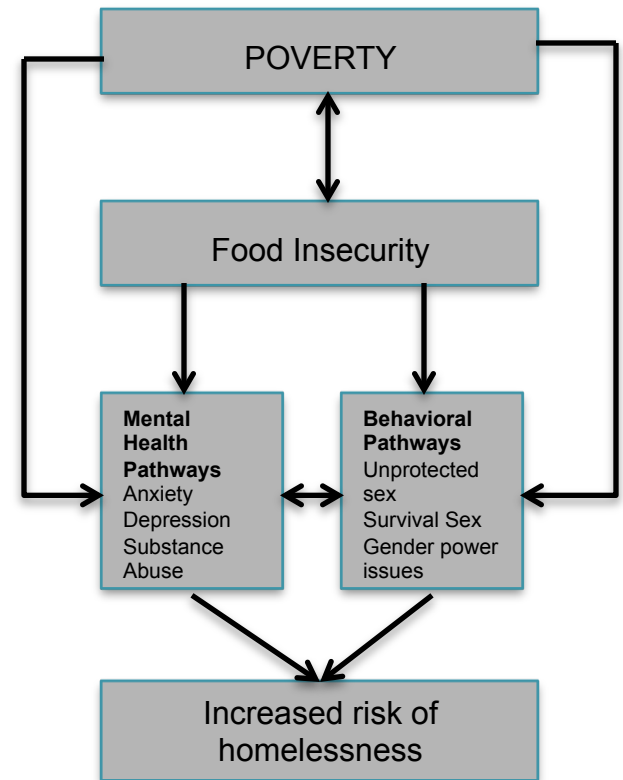 POVERTY
Food Insecurity
Mental
Health
Pathways
Anxiety
Depression
Substance
Abuse
Behavioral
Pathways
Unprotected
sex
Survival Sex
Gender power
issues
Increased risk of
homelessness